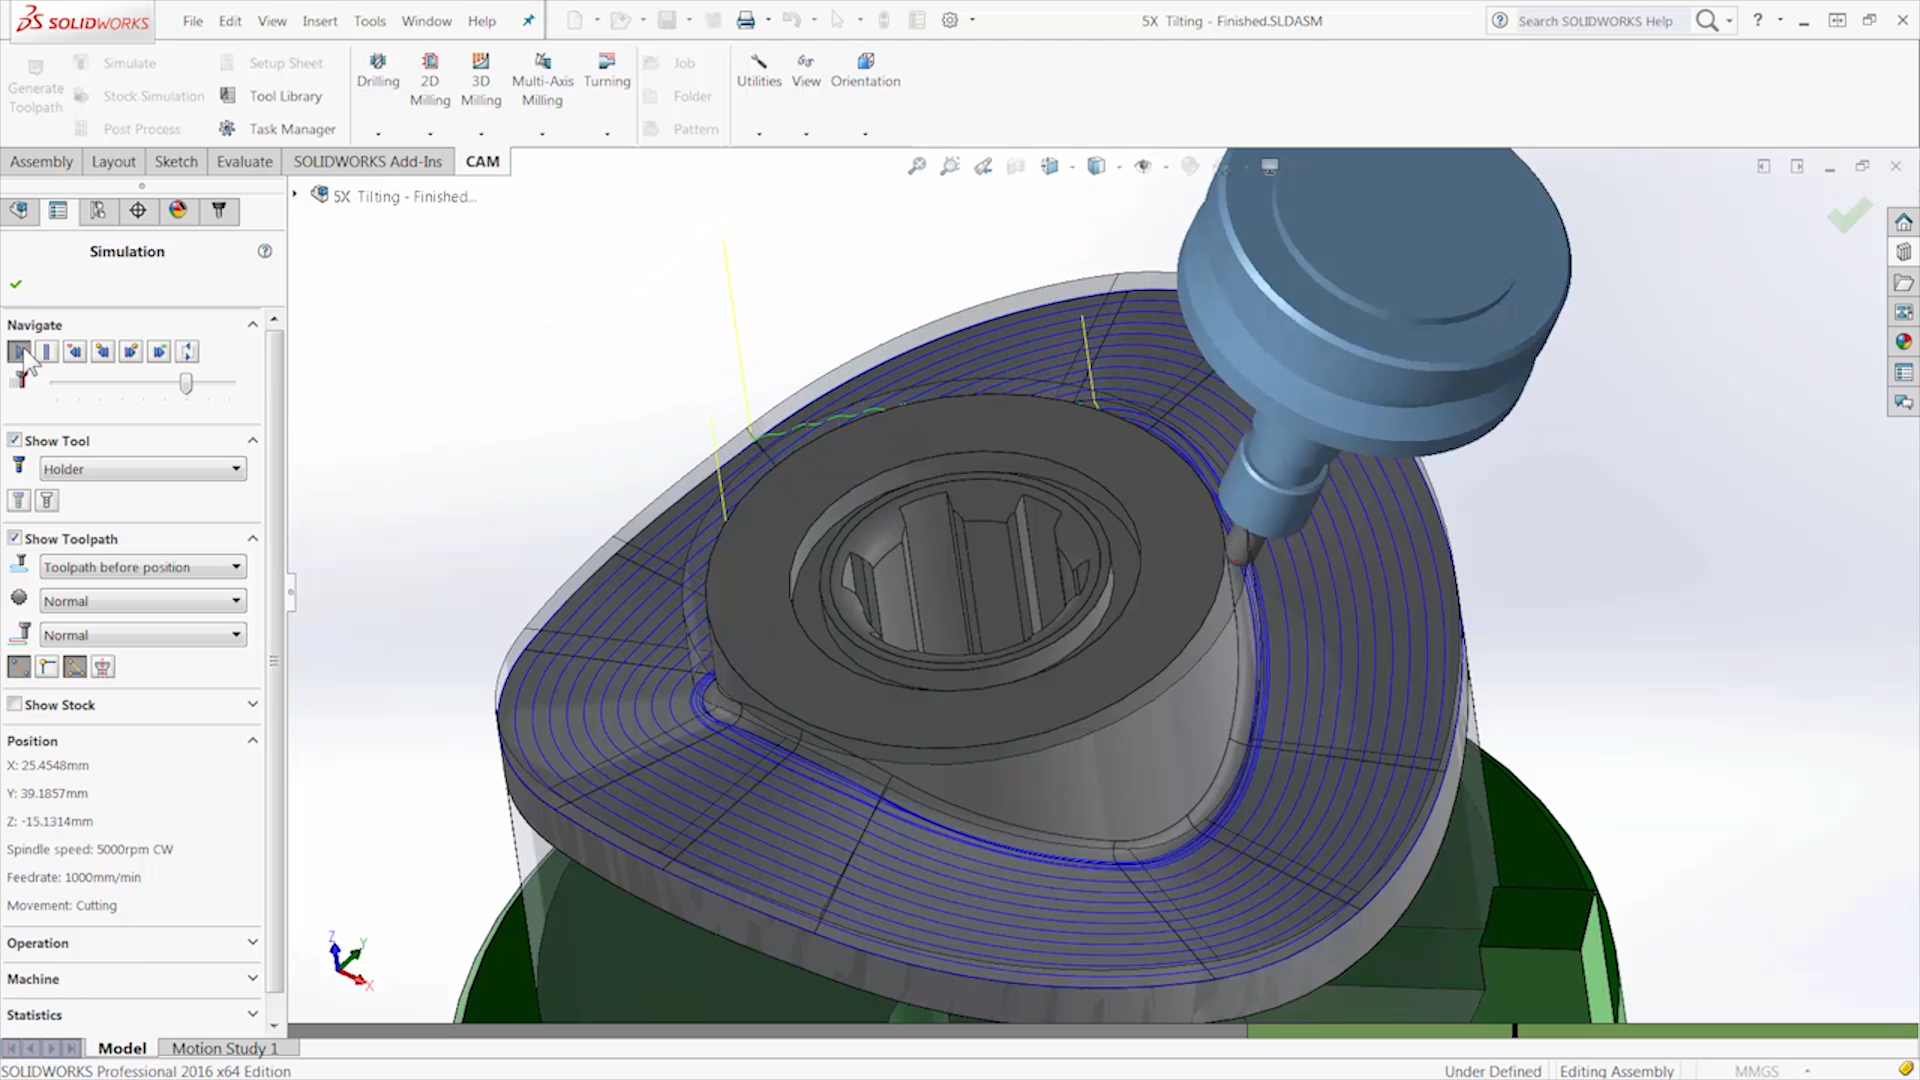 SOLIDWORKS
File Edit View Insert Tools Window Help
5X Tilting - Finished.SLDASM
Search SOLIDWORKS Help
Generate Toolpath
Simulate
Stock Simulation
Post Process
Setup Sheet
Tool Library
Task Manager
Drilling
2D Milling
3D Milling
Multi-Axis Milling
Turning
Job
Folder
Pattern
Utilities
View
Orientation
Assembly Layout Sketch Evaluate SOLIDWORKS Add-Ins CAM
5X Tilting - Finished...
Simulation
Navigate
Show Tool
Holder
Show Toolpath
Toolpath before position
Normal
Normal
Show Stock
Position
X: 25.4548mm
Y: 39.1857mm
Z: -15.1314mm
Spindle speed: 5000rpm CW
Feedrate: 1000mm/min
Movement: Cutting
Operation
Machine
Statistics
Z
Y
X
Model Motion Study 1
SOLIDWORKS Professional 2016 x64 Edition
Under Defined Editing Assembly MMGS